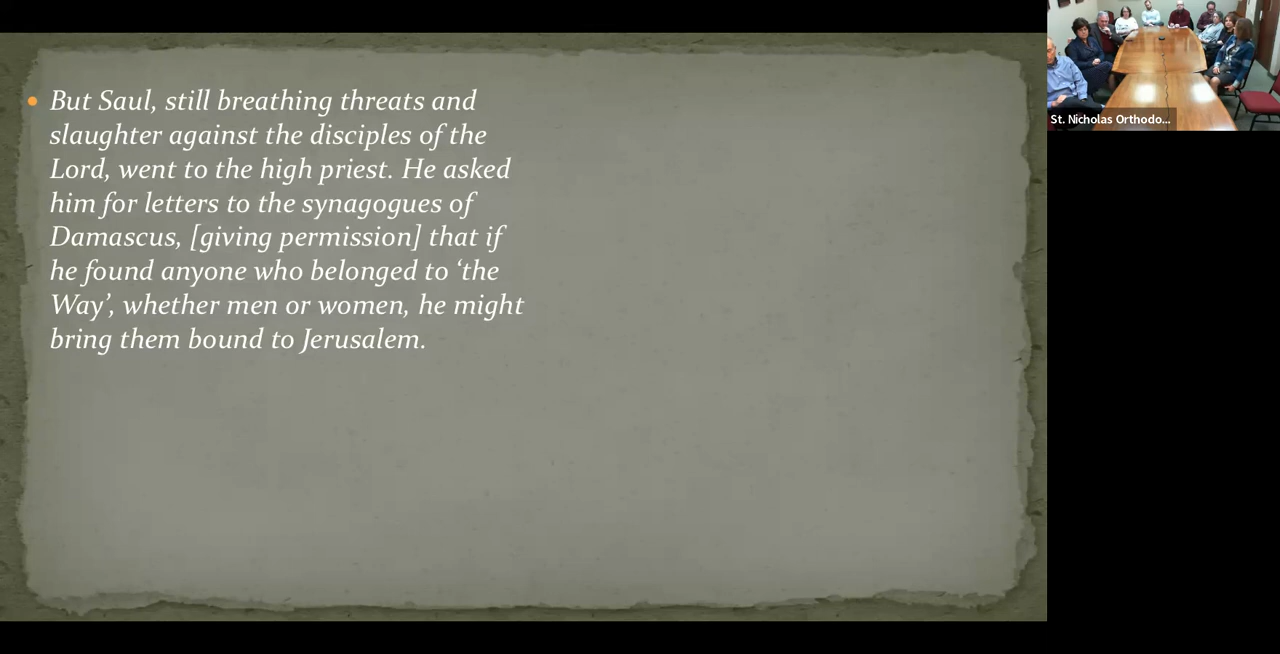 But Saul, still breathing threats and
slaughter against the disciples of the
Lord, went to the high priest. He asked
him for letters to the synagogues of
Damascus, [giving permission] that if
he found anyone who belonged to ‘the
Way’, whether men or women, he might
bring them bound to Jerusalem.
St. Nicholas Orthodo...